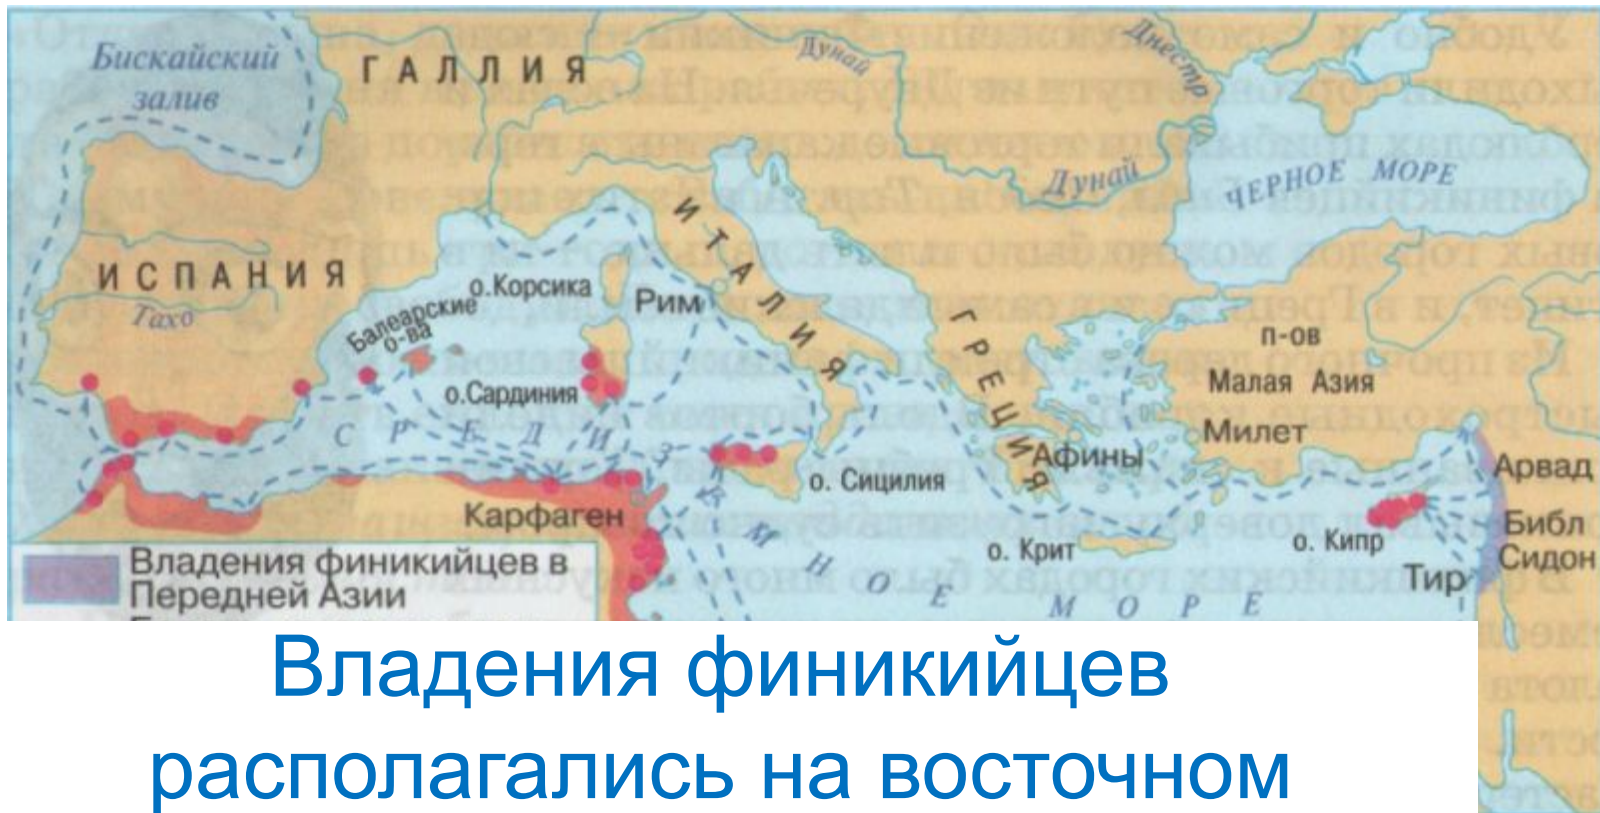 Бискайский
залив
ГАЛЛИЯ
Дунай
Днестр
Дунай
ЧЕРНОЕ МОРЕ
ИСПАНИЯ
Тахо
Балеарские
о-ва
о.Корсика
Рим
ИТАЛИЯ
ГРЕЦИЯ
п-ов
Малая Азия
о.Сардиния
СРЕДИЗЕМНОЕ МОРЕ
Милет
Афины
о. Сицилия
Арвад
Карфаген
о. Крит
о. Кипр
Библ
Сидон
Тир
Владения финикийцев в
Передней Азии
Владения финикийцев
располагались на восточном